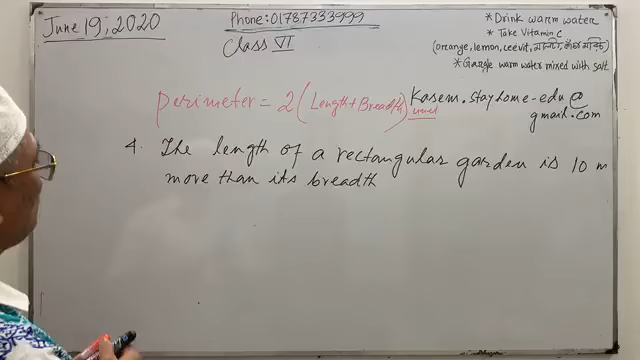 June 19, 2020
Phone: 01787333999
Class VI
* Drink warm water
* Take Vitamin C
(orange, lemon, ceevit,
* Gargle warm water mixed with salt
Perimeter = 2 (Length + Breadth) unit
Kasem.stayhome-edu@
gmail.com
4. The length of a rectangular garden is 10 m
more than its breadth